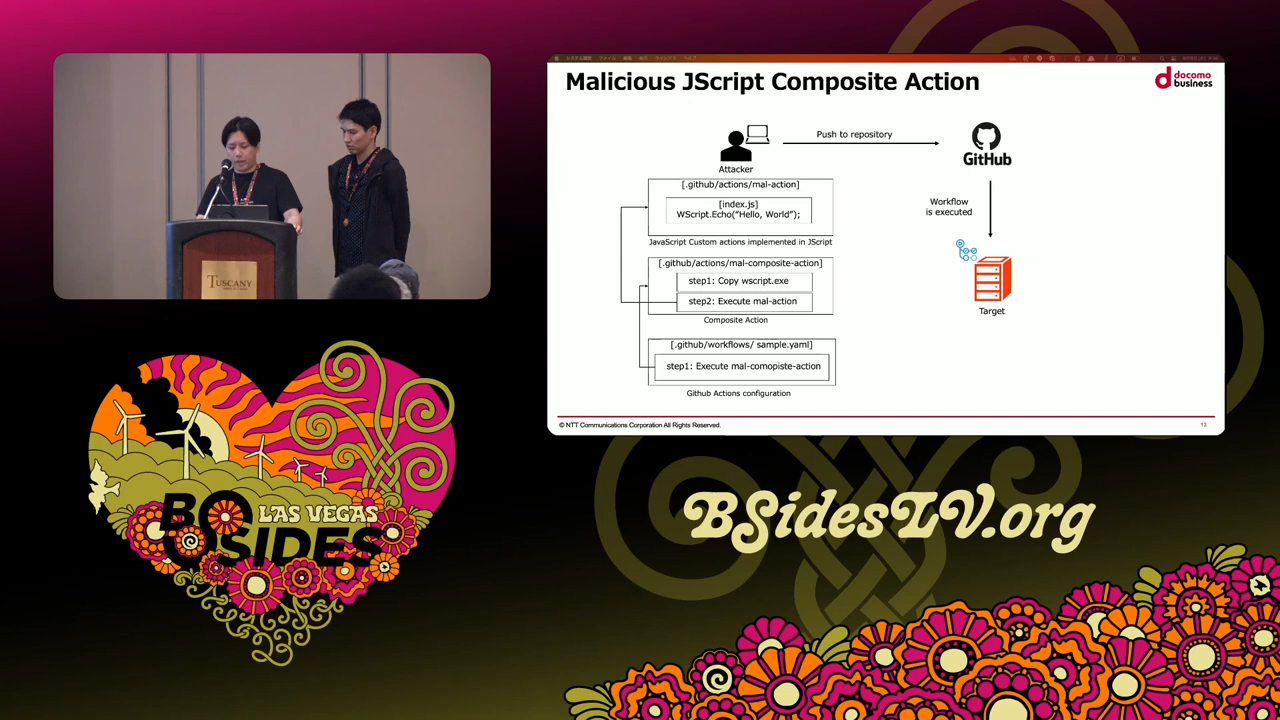 Malicious JScript Composite Action
docomo
business
Push to repository
Attacker
GitHub
[.github/actions/mal-action]
[index.js]
WScript.Echo("Hello, World");
JavaScript Custom actions implemented in JScript
Workflow
is executed
[.github/actions/mal-composite-action]
step1: Copy wscript.exe
step2: Execute mal-action
Composite Action
Target
[.github/workflows/ sample.yaml]
step1: Execute mal-comopiste-action
Github Actions configuration
© NTT Communications Corporation All Rights Reserved.
13
TUSCANY
BSIDES
LAS VEGAS
BSidesLV.org